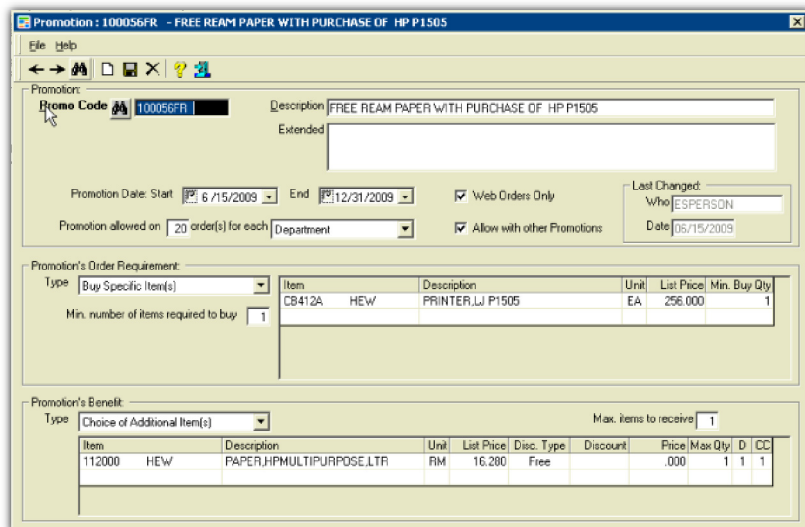 Promotion : 100056FR - FREE REAM PAPER WITH PURCHASE OF HP P1505
File Help
Promotion:
Promo Code 100056FR Description FREE REAM PAPER WITH PURCHASE OF HP P1505
Extended
Promotion Date: Start 6/15/2009 End 12/31/2009 Web Orders Only
Last Changed:
Who ESPERSON
Promotion allowed on 20 order(s) for each Department Allow with other Promotions Date 06/15/2009
Promotion's Order Requirement:
Type Buy Specific Item(s) Item Description Unit List Price Min. Buy Qty
CB412A HEW PRINTER,LJ P1505 EA 256.000 1
Min. number of items required to buy 1
Promotion's Benefit:
Type Choice of Additional Item(s) Max. items to receive 1
Item Description Unit List Price Disc. Type Discount Price Max Qty D CC
112000 HEW PAPER,HPMULTIPURPOSE,LTR RM 16.280 Free .000 1 1 1